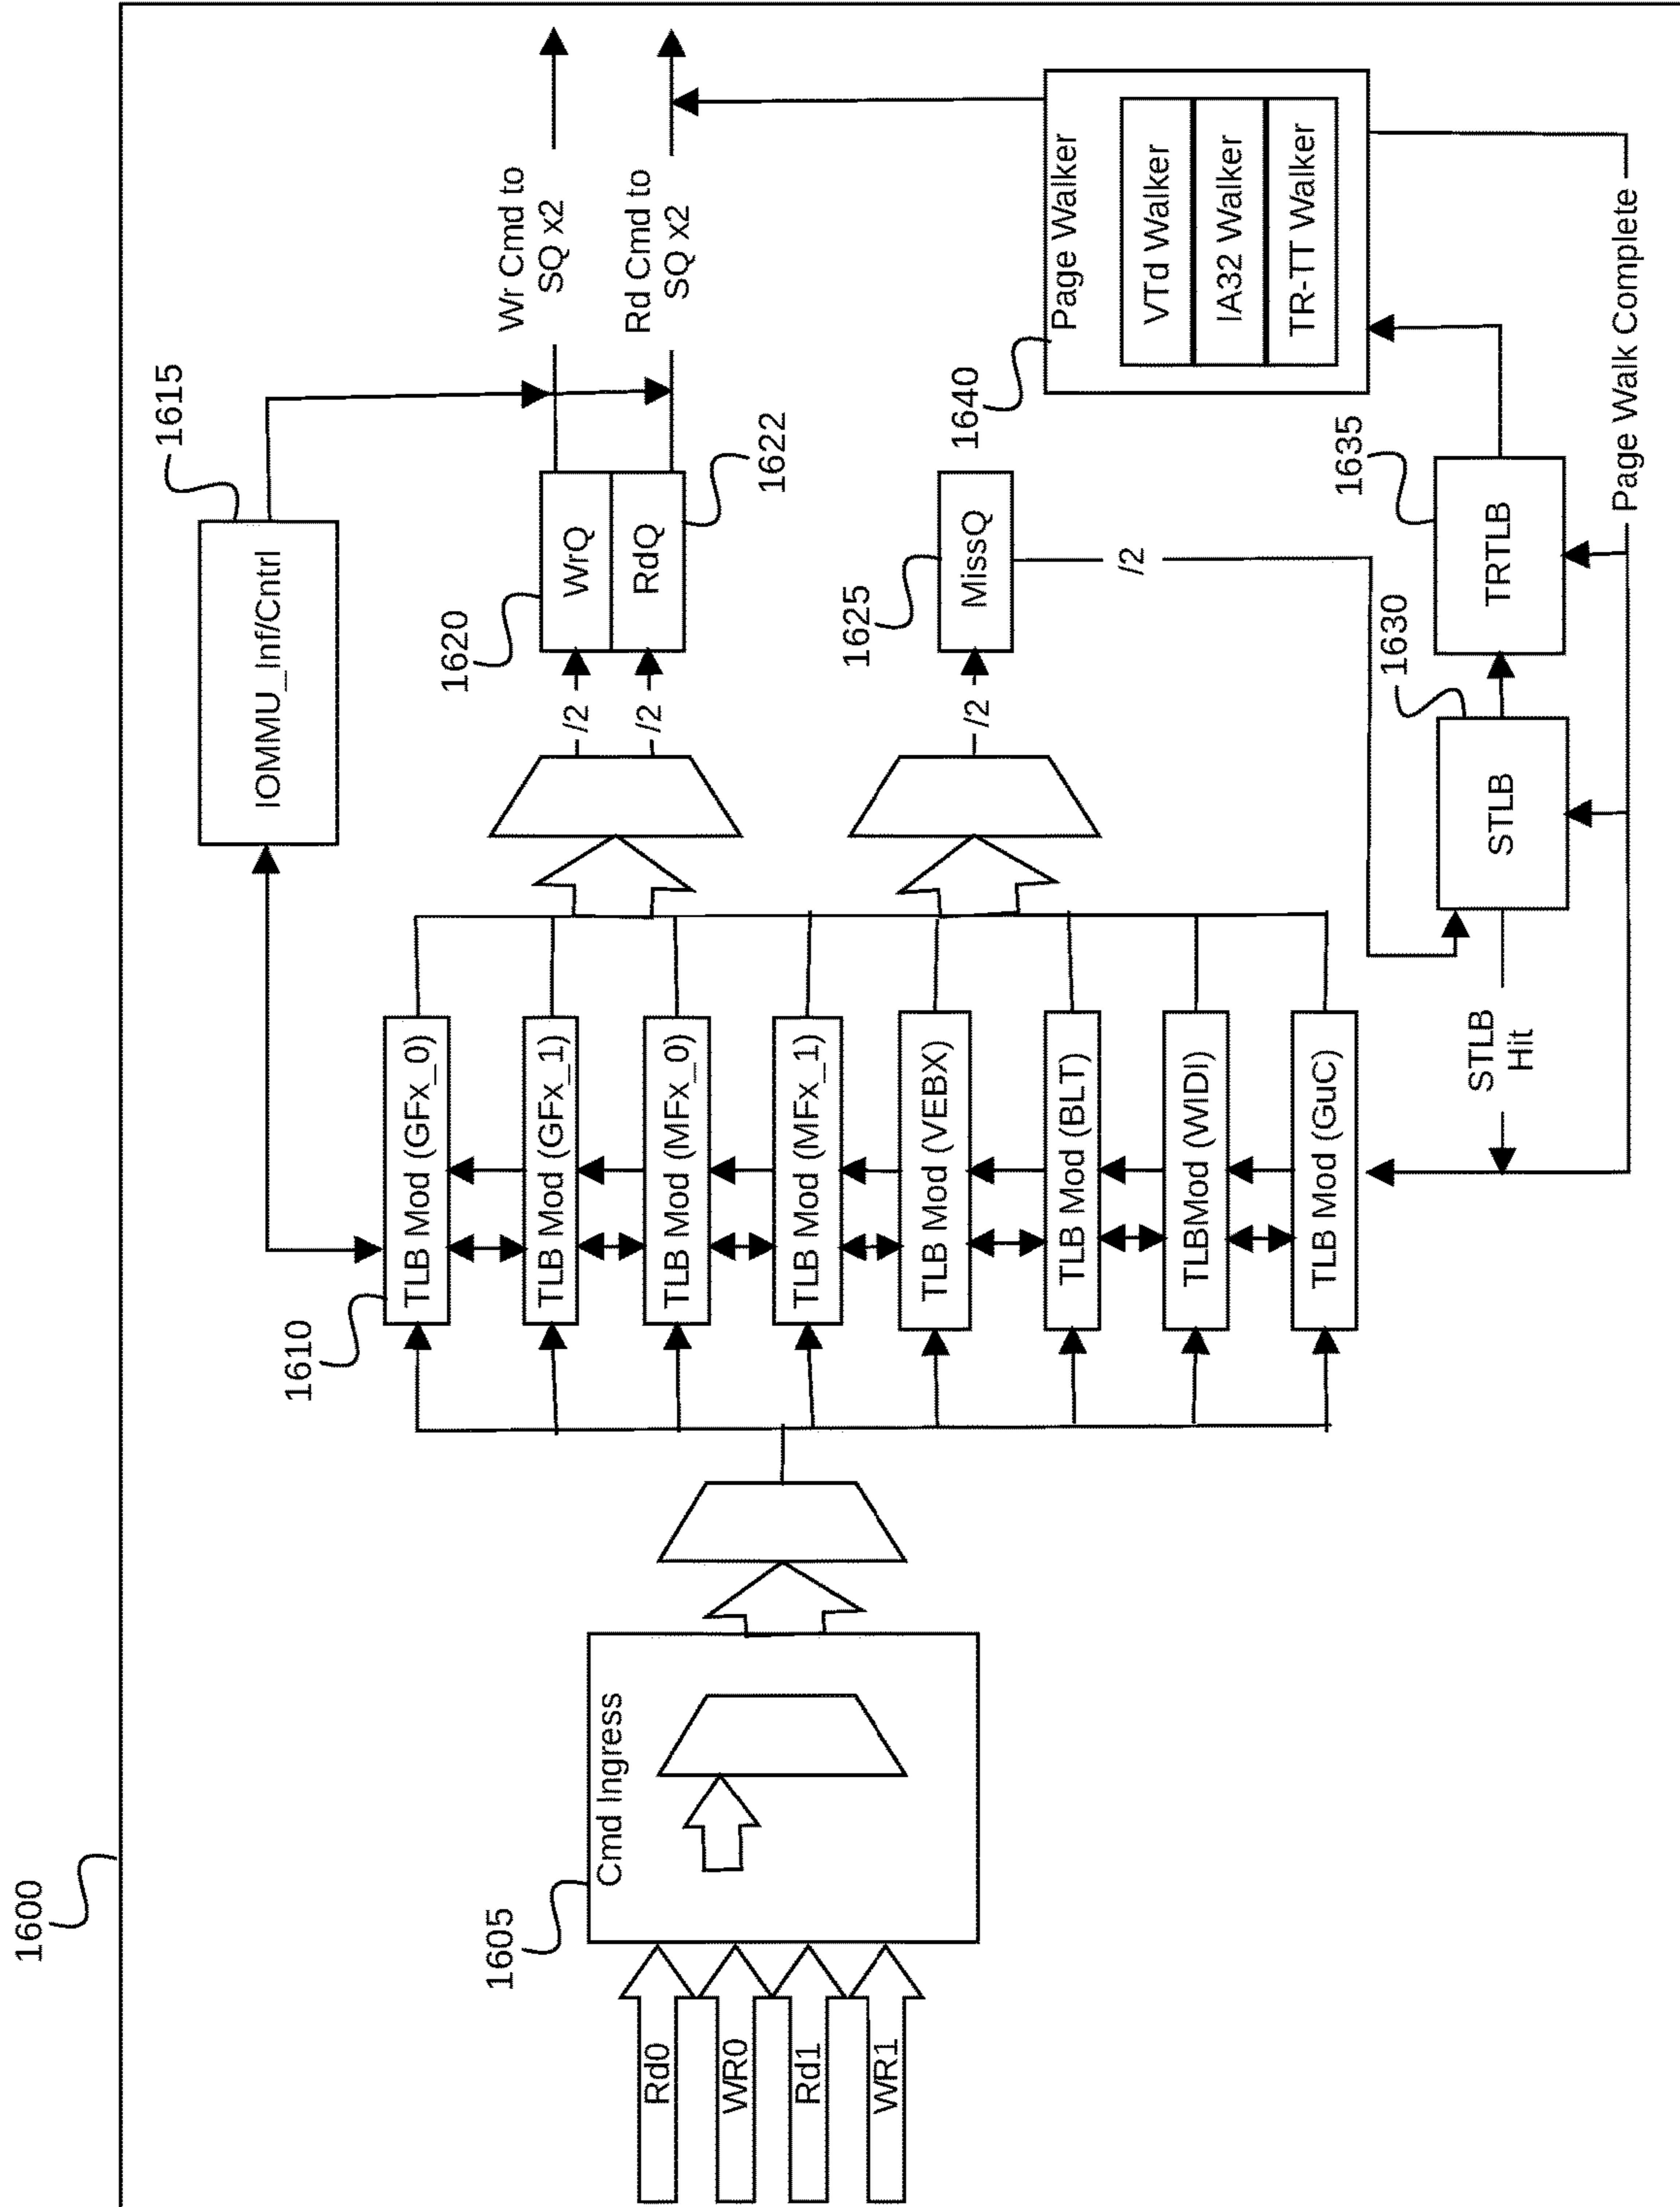 1600
Rd0
WR0
Rd1
WR1
1605
Cmd Ingress
1610
TLB Mod (GFx_0)
TLB Mod (GFx_1)
TLB Mod (MFx_0)
TLB Mod (MFx_1)
TLB Mod (VEBX)
TLB Mod (BLT)
TLBMod (WIDI)
TLB Mod (GuC)
1615
IOMMU_Inf/Cntrl
/2
/2
1620
WrQ
RdQ
1622
Wr Cmd to
SQ x2
Rd Cmd to
SQ x2
/2
1625
MissQ
/2
STLB
Hit
1630
STLB
1635
TRTLB
1640
Page Walker
VTd Walker
IA32 Walker
TR-TT Walker
Page Walk Complete